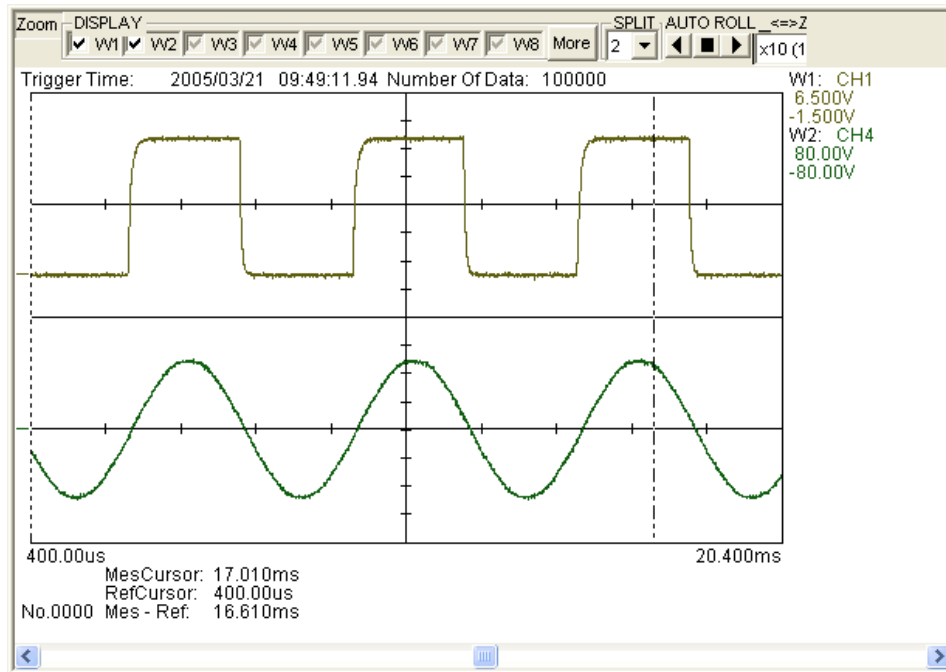 Zoom DISPLAY SPLIT AUTO ROLL _<=>Z
W1 W2 W3 W4 W5 W6 W7 W8 More 2 x10 (1
Trigger Time: 2005/03/21 09:49:11.94 Number Of Data: 100000
W1: CH1
6.500V
-1.500V
W2: CH4
80.00V
-80.00V
400.00us 20.400ms
MesCursor: 17.010ms
RefCursor: 400.00us
No.0000 Mes - Ref: 16.610ms